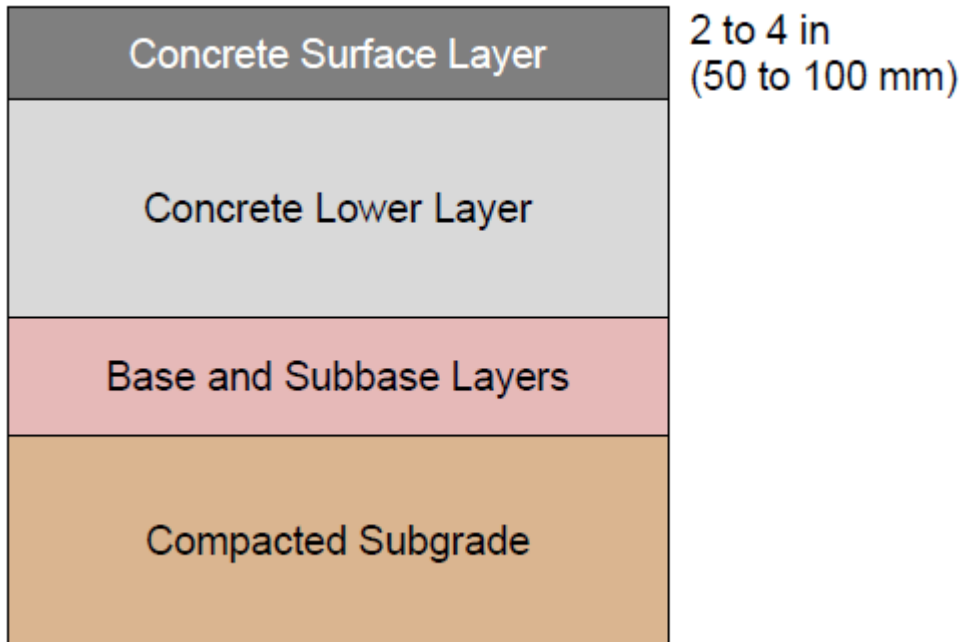 Concrete Surface Layer
2 to 4 in
(50 to 100 mm)
Concrete Lower Layer
Base and Subbase Layers
Compacted Subgrade